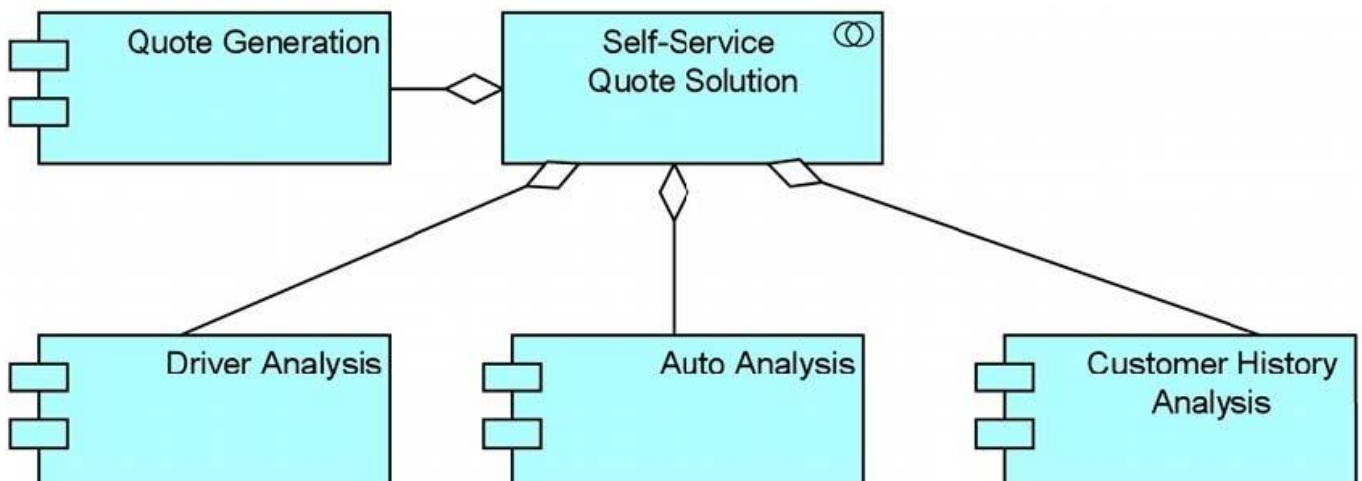 Quote Generation
Self-Service
Quote Solution
Driver Analysis
Auto Analysis
Customer History
Analysis